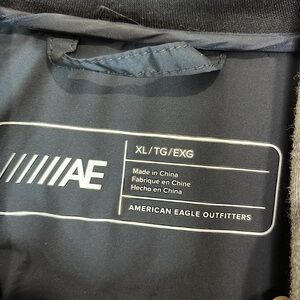 AE
XL/TG/EXG
Made in China
Fabriqué en Chine
Hecho en China
AMERICAN EAGLE OUTFITTERS